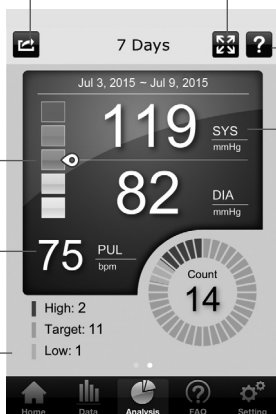 7 Days
?
Jul 3, 2015 ~ Jul 9, 2015
119 SYS
mmHg
82 DIA
mmHg
75 PUL
bpm
Count
14
High: 2
Target: 11
Low: 1
Home Data Analysis FAQ Setting